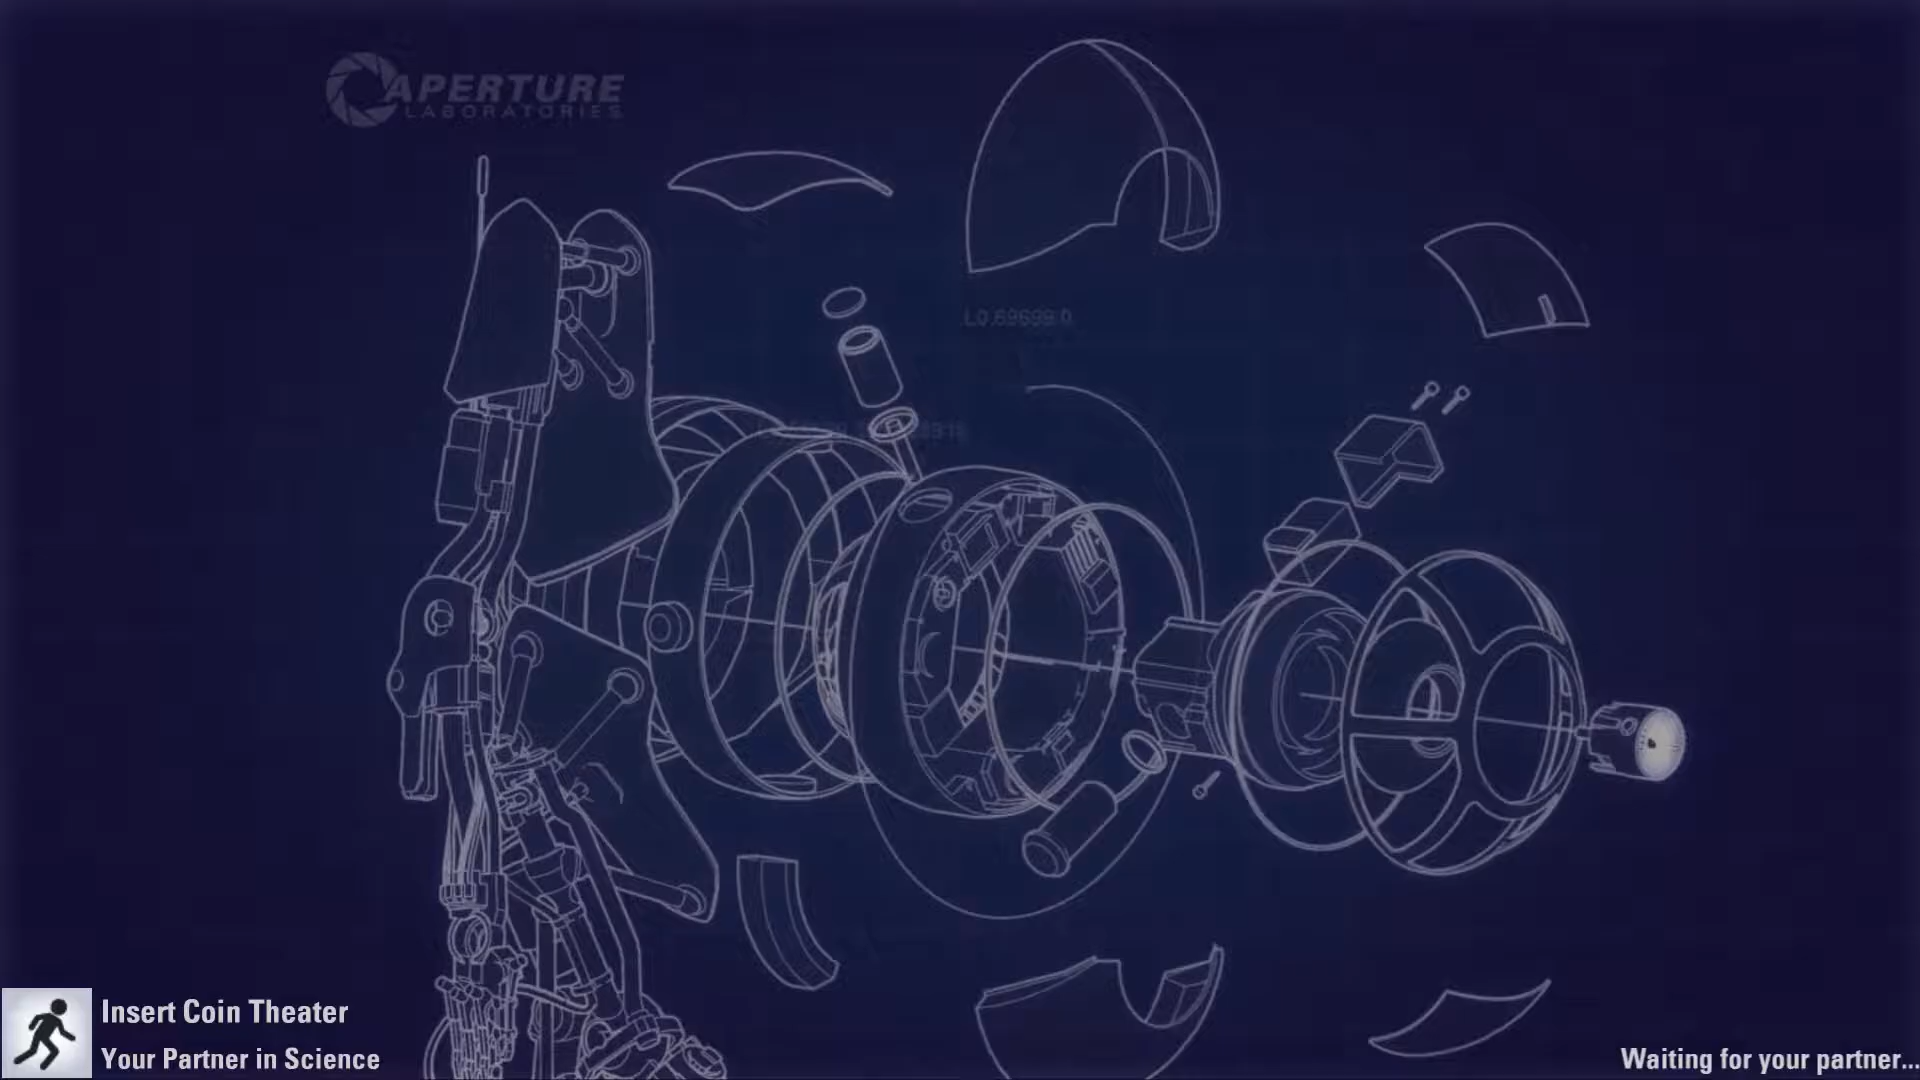 APERTURE
LABORATORIES
Insert Coin Theater
Your Partner in Science
Waiting for your partner...